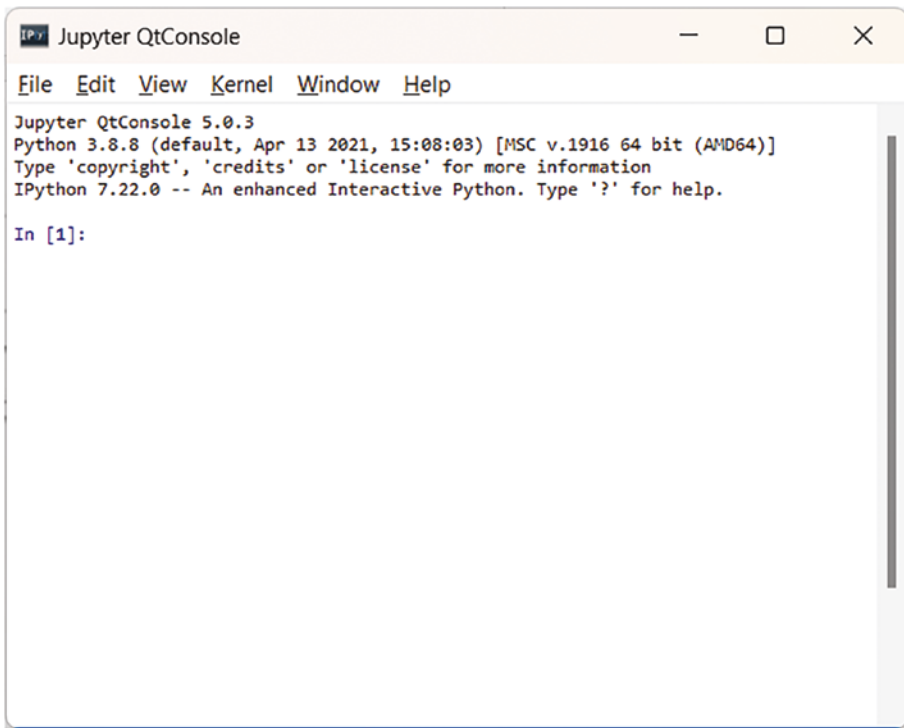 IPy Jupyter QtConsole
File Edit View Kernel Window Help
Jupyter QtConsole 5.0.3
Python 3.8.8 (default, Apr 13 2021, 15:08:03) [MSC v.1916 64 bit (AMD64)]
Type 'copyright', 'credits' or 'license' for more information
IPython 7.22.0 -- An enhanced Interactive Python. Type '?' for help.
In [1]: